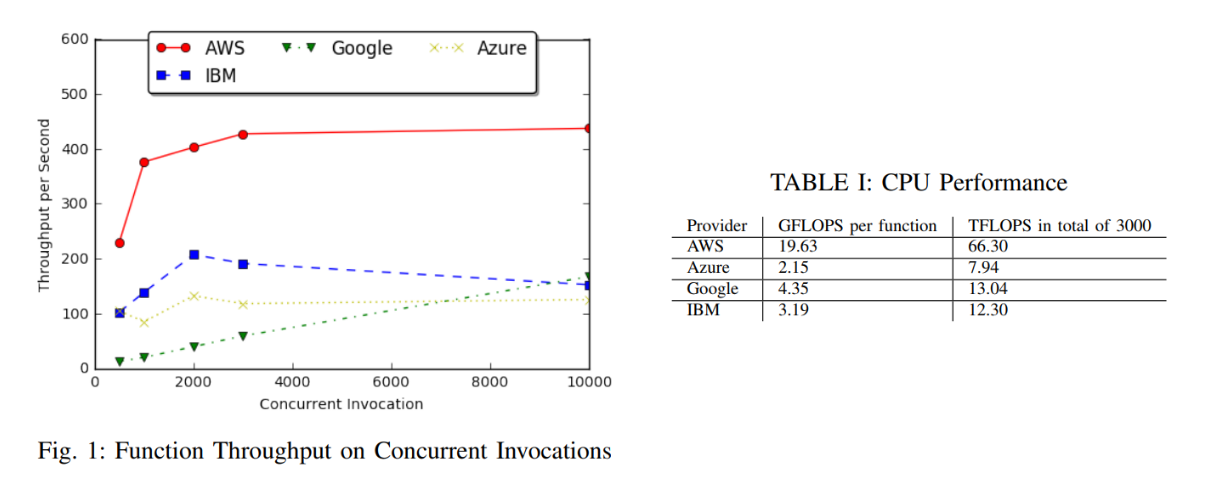 600
500
400
300
200
100
0
Throughput per Second
AWS Google Azure
IBM
0 2000 4000 6000 8000 10000
Concurrent Invocation
Fig. 1: Function Throughput on Concurrent Invocations
TABLE I: CPU Performance
Provider GFLOPS per function TFLOPS in total of 3000
AWS 19.63 66.30
Azure 2.15 7.94
Google 4.35 13.04
IBM 3.19 12.30